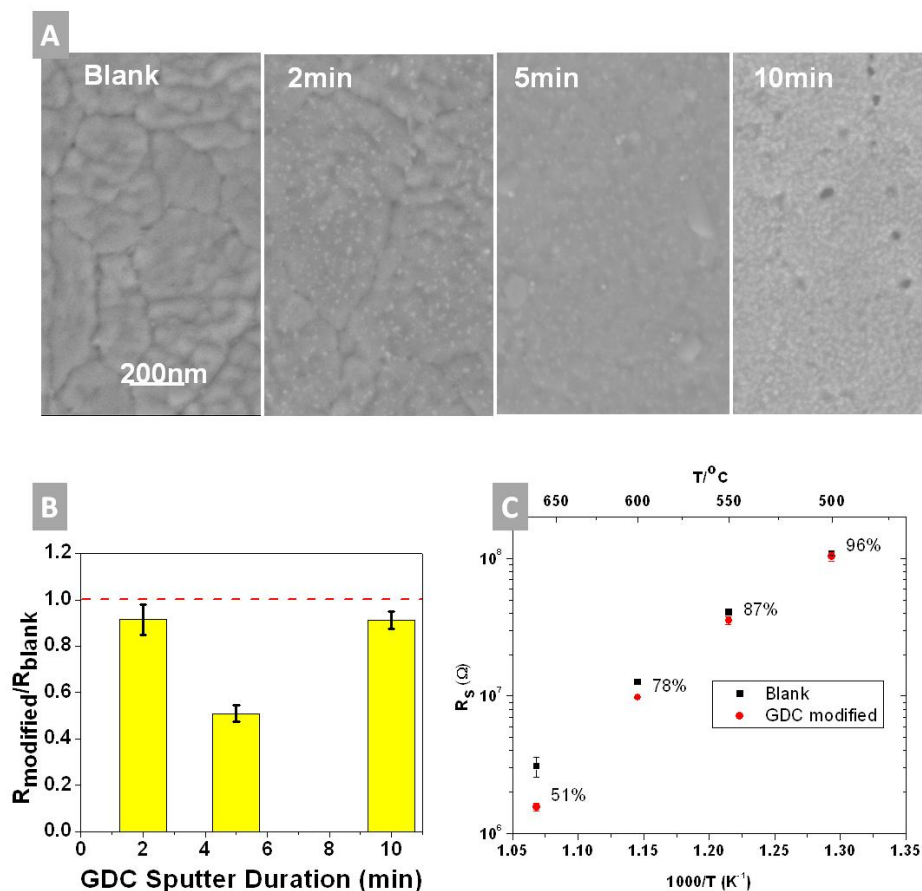 A
Blank
2min
5min
10min
200nm
B
R_modified/R_blank
1.2
1.0
0.8
0.6
0.4
0.2
0.0
0 2 4 6 8 10
GDC Sputter Duration (min)
C
T/°C
650 600 550 500
R_S (Ω)
10⁸
10⁷
10⁶
96%
87%
78%
51%
Blank
GDC modified
1.05 1.10 1.15 1.20 1.25 1.30 1.35
1000/T (K⁻¹)